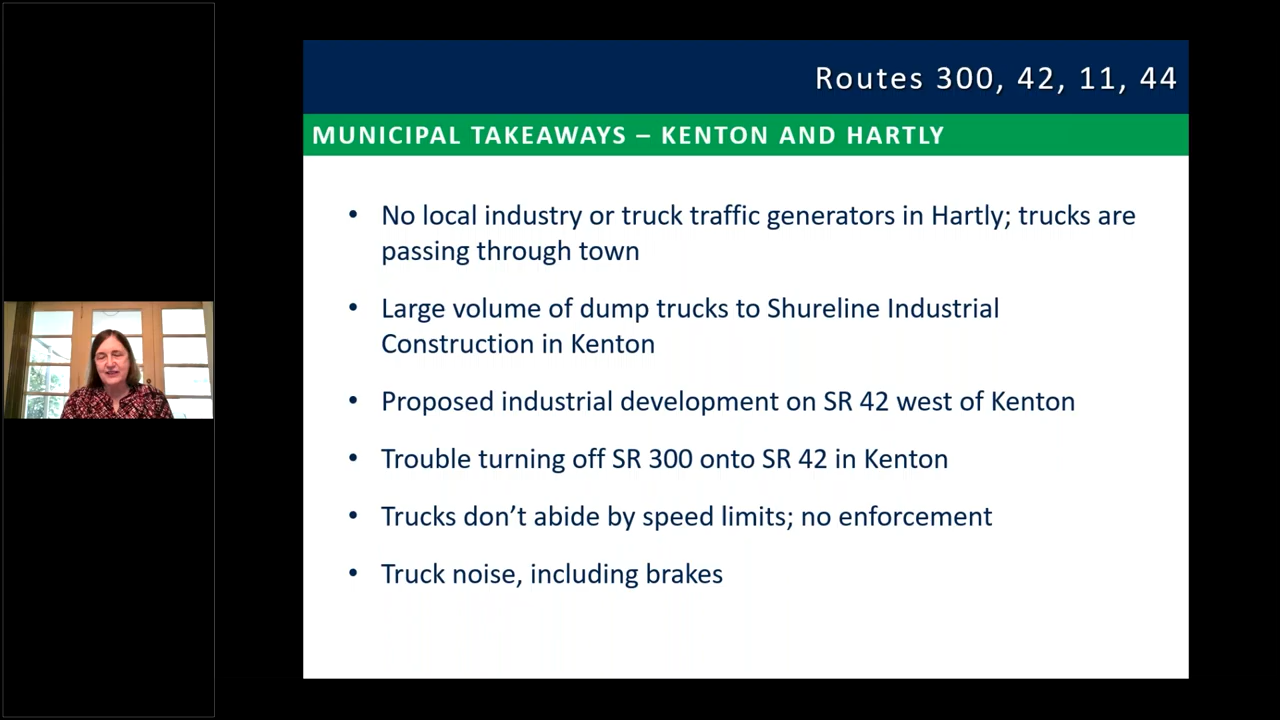 Routes 300, 42, 11, 44
MUNICIPAL TAKEAWAYS – KENTON AND HARTLY
• No local industry or truck traffic generators in Hartly; trucks are
passing through town
• Large volume of dump trucks to Shureline Industrial
Construction in Kenton
• Proposed industrial development on SR 42 west of Kenton
• Trouble turning off SR 300 onto SR 42 in Kenton
• Trucks don’t abide by speed limits; no enforcement
• Truck noise, including brakes